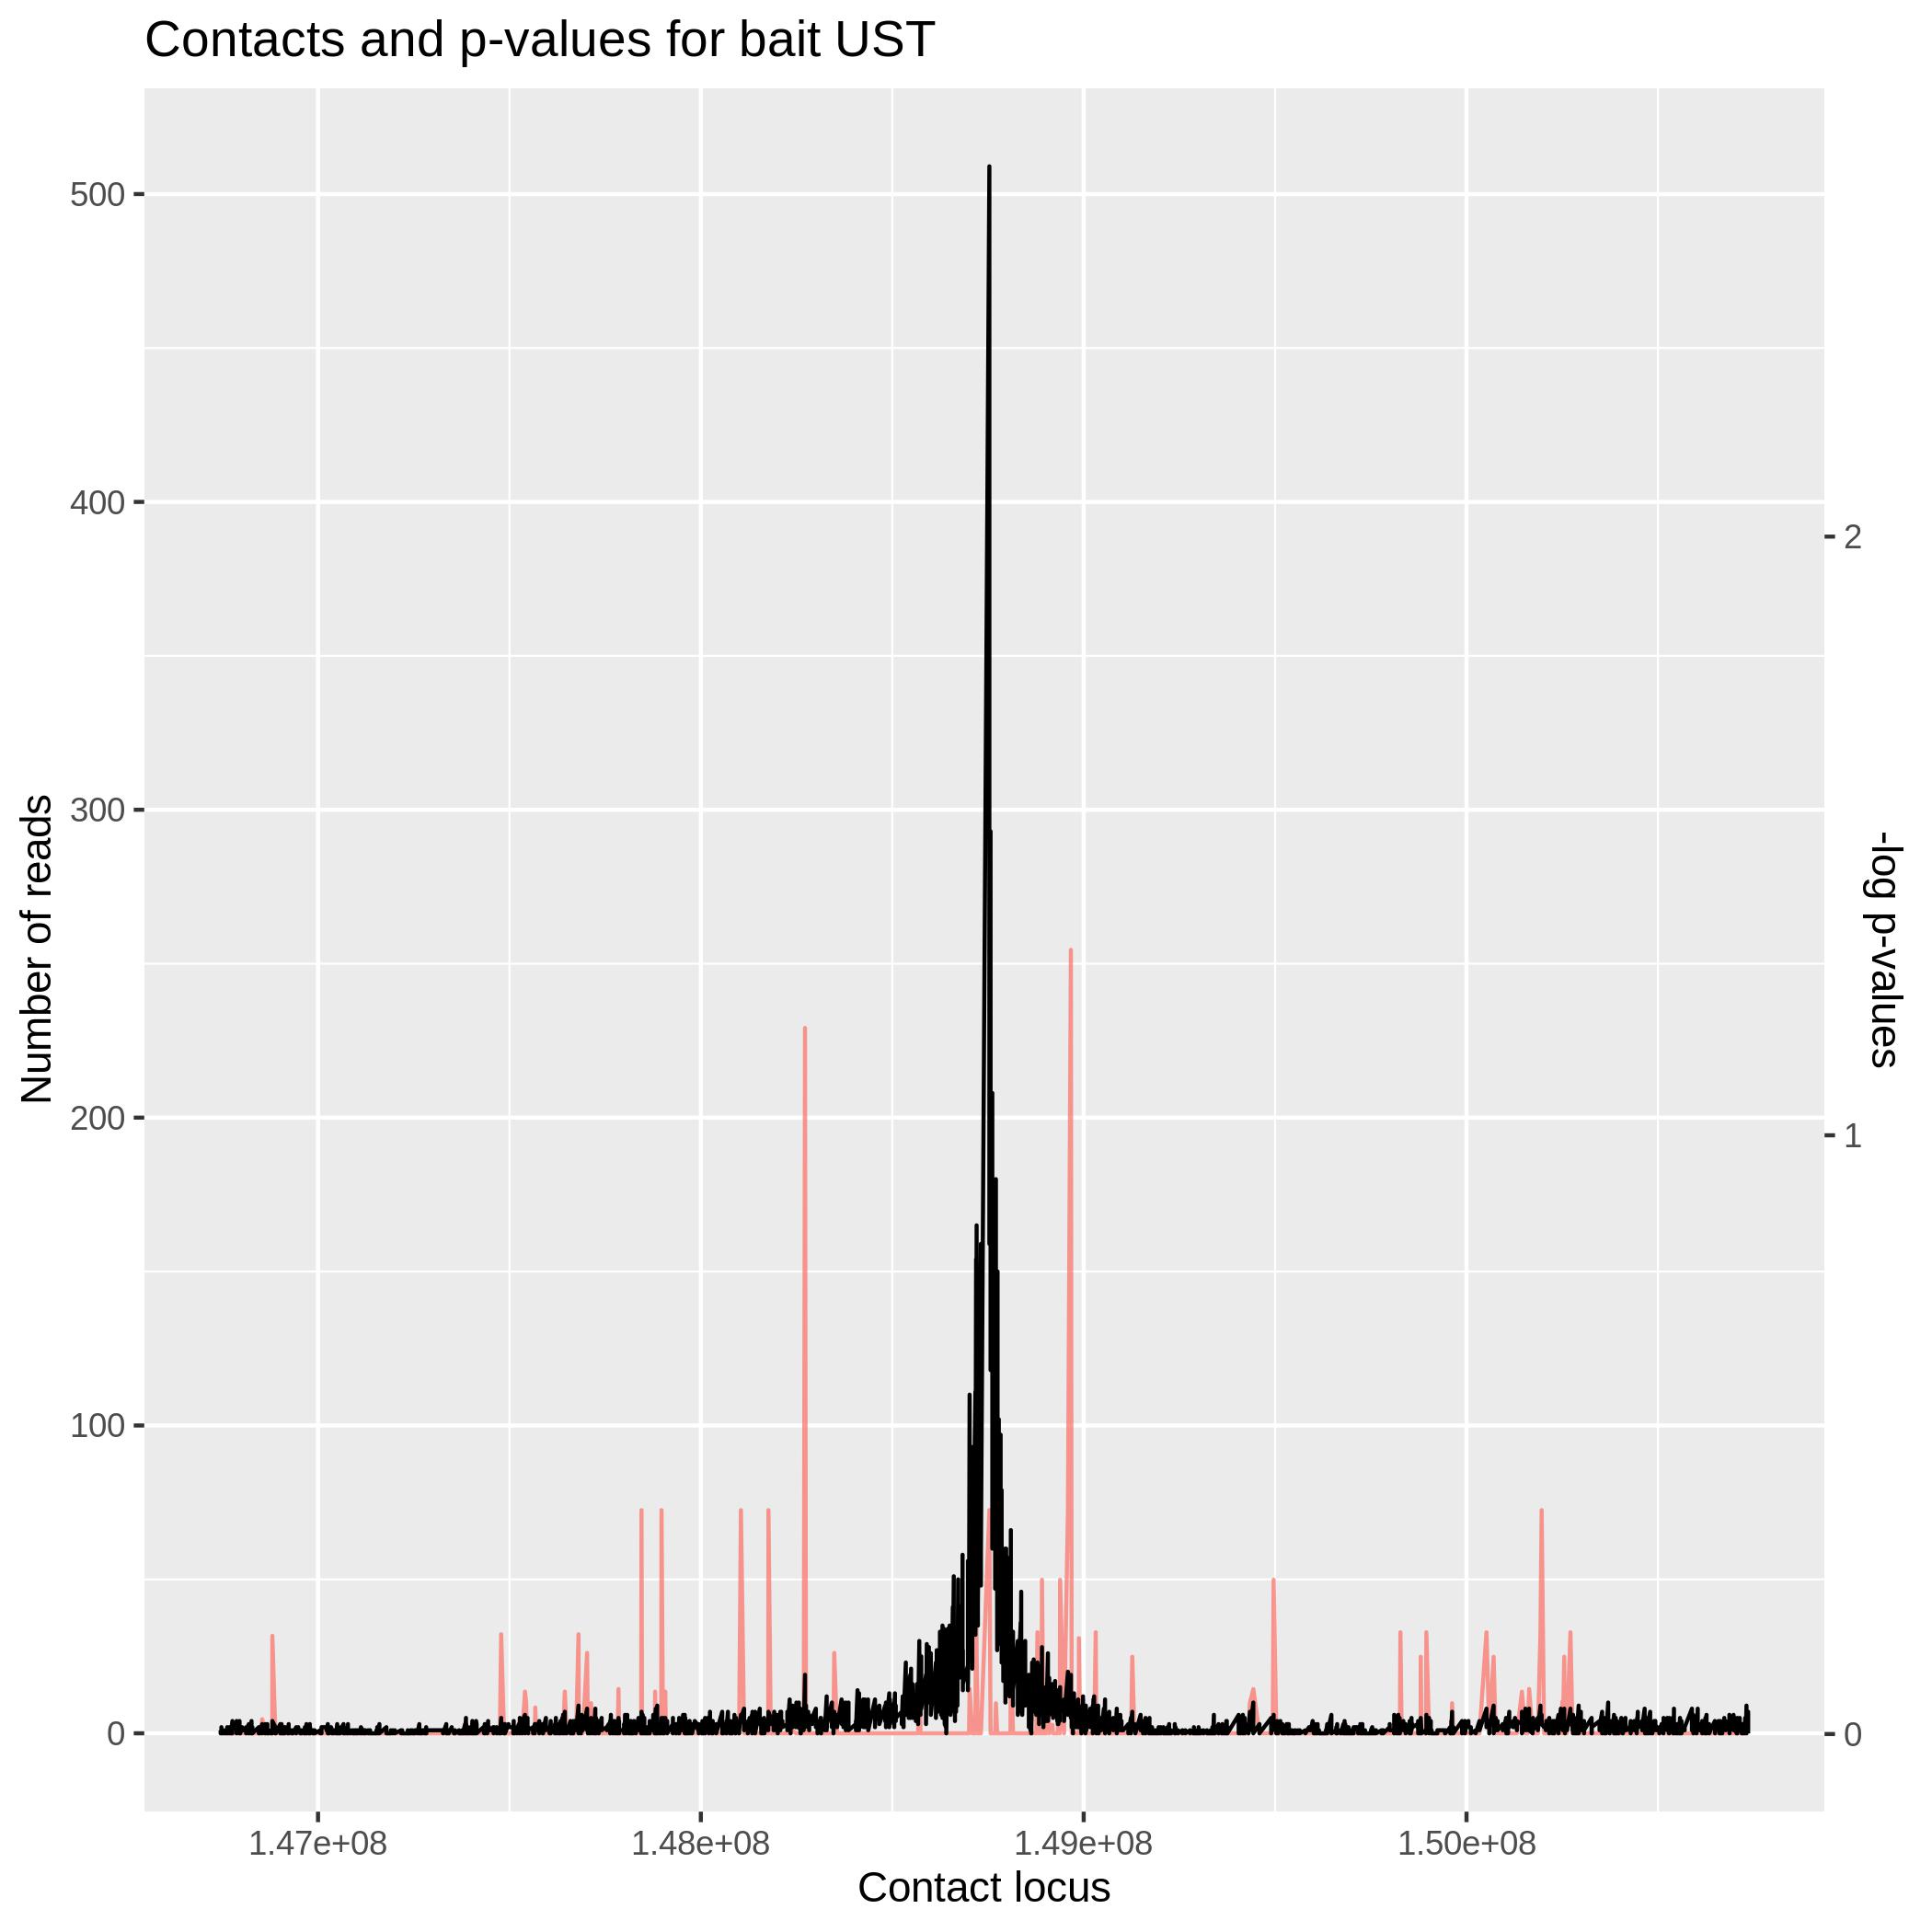 Contacts and p-values for bait UST
500
400
300
200
100
0
Number of reads
2
1
0
-log p-values
1.47e+08
1.48e+08
1.49e+08
1.50e+08
Contact locus